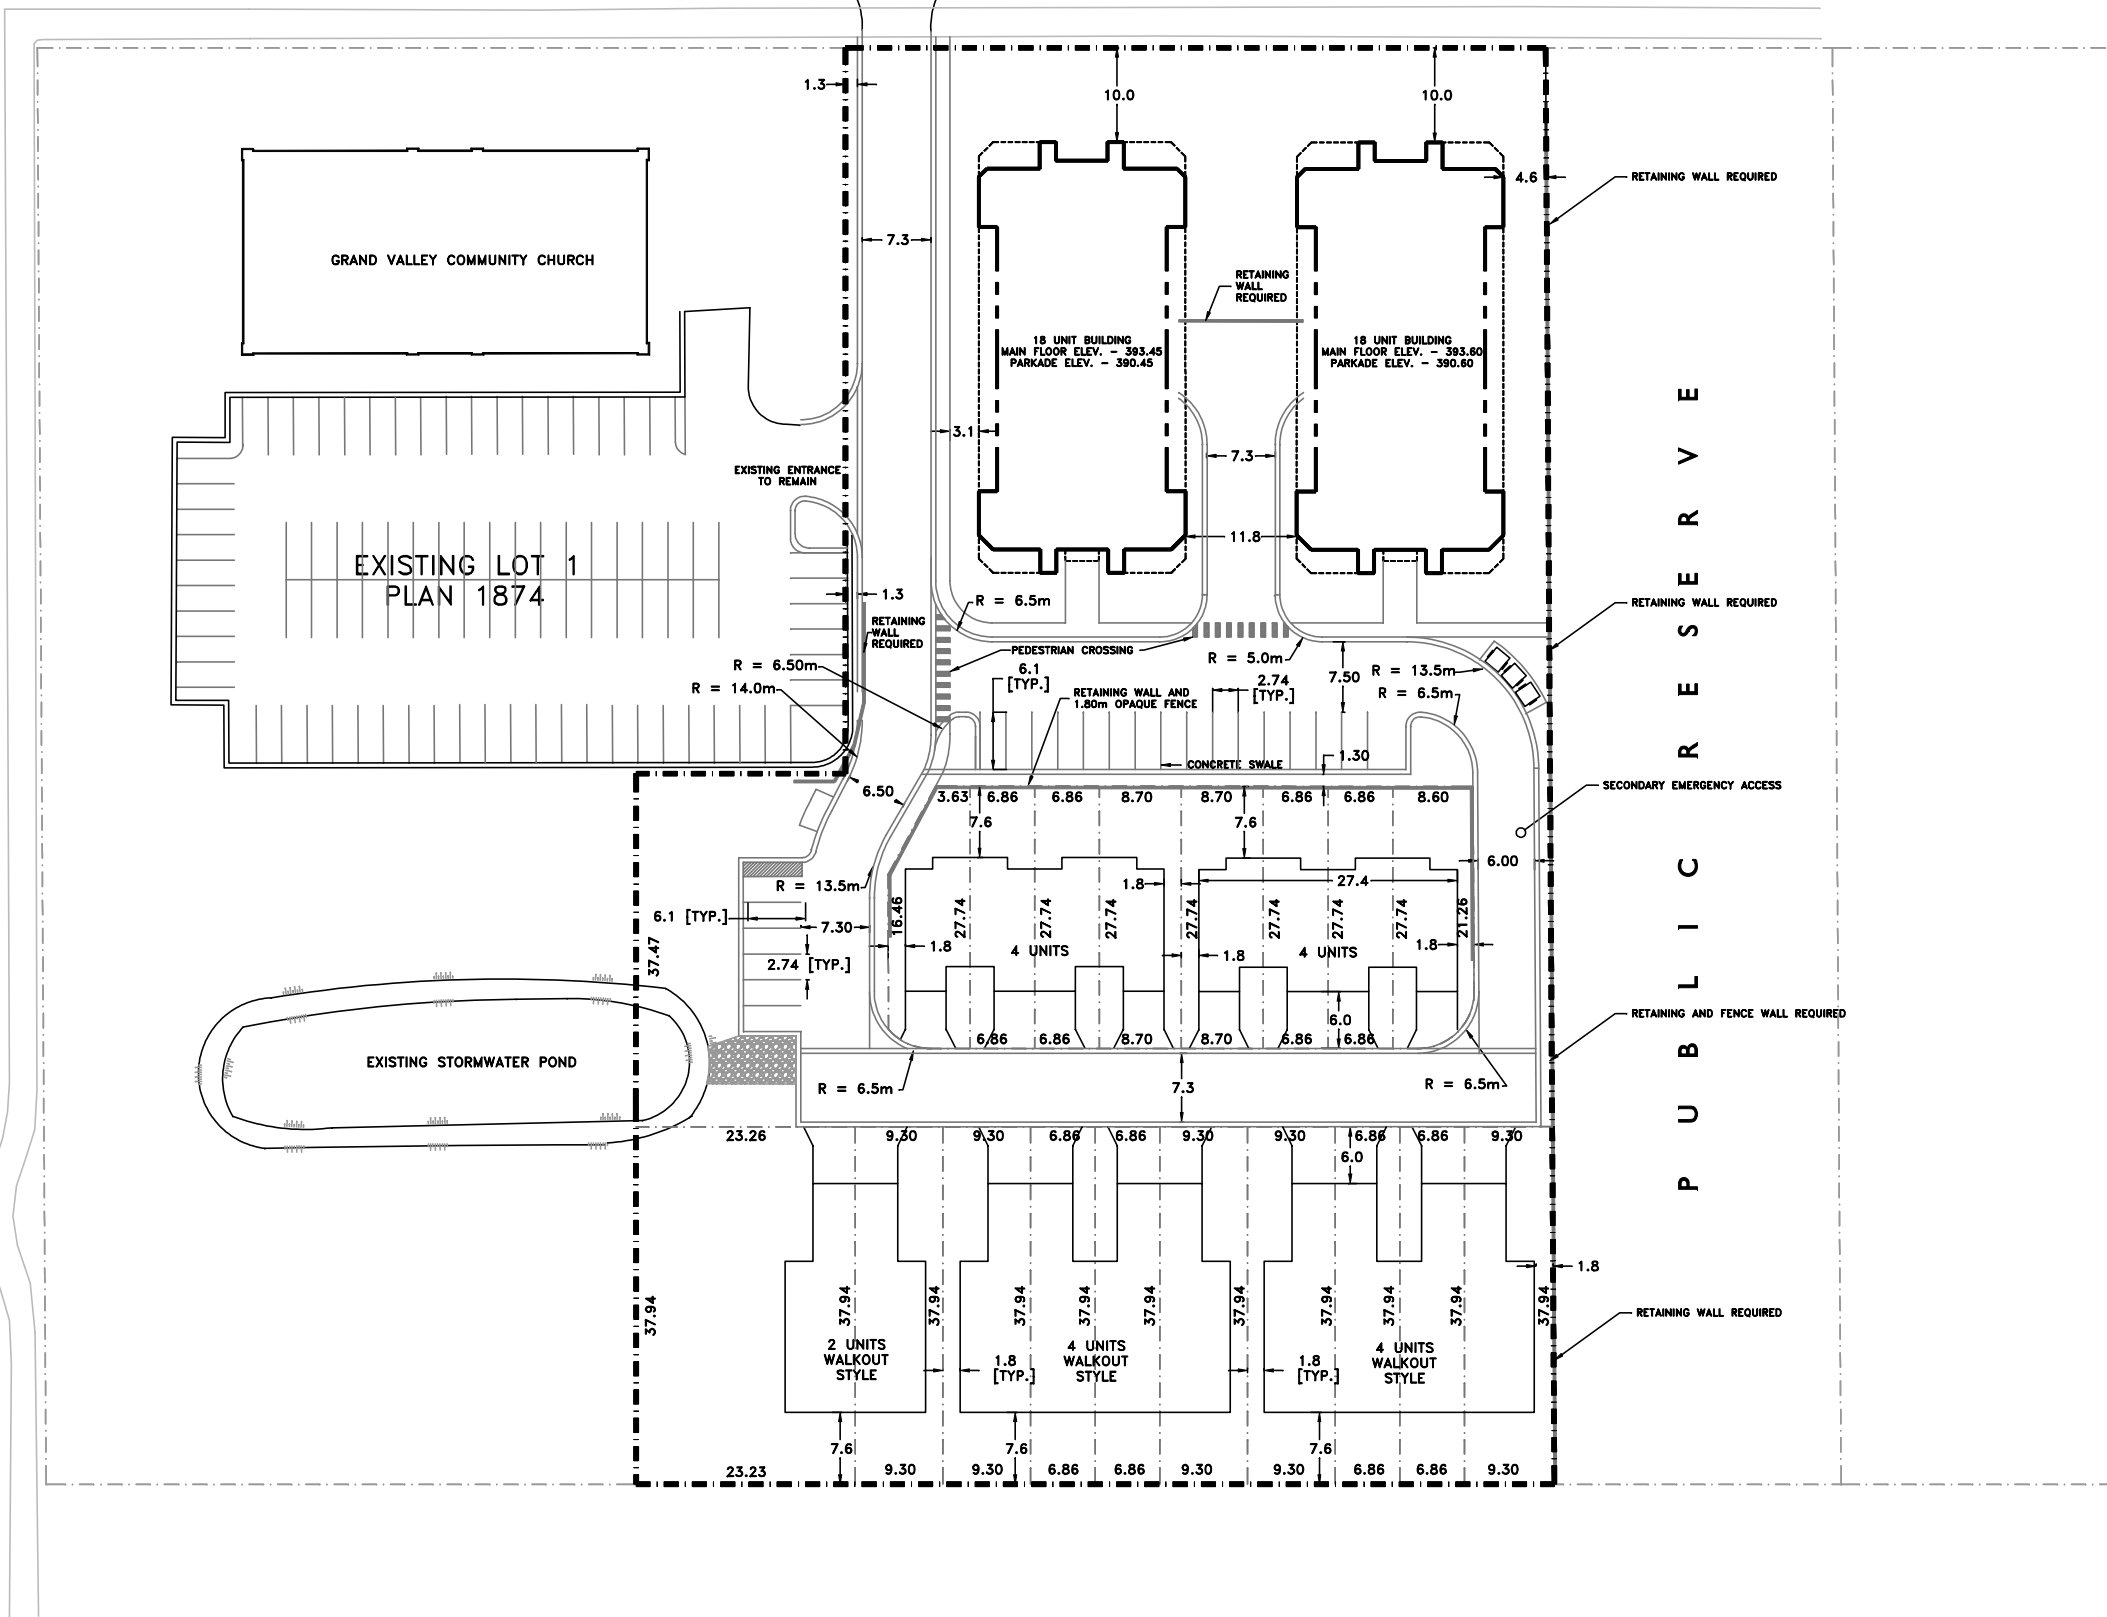 1.3
10.0
10.0
4.6
RETAINING WALL REQUIRED
7.3
GRAND VALLEY COMMUNITY CHURCH
RETAINING
WALL
REQUIRED
18 UNIT BUILDING
MAIN FLOOR ELEV. - 393.45
PARKADE ELEV. - 390.45
18 UNIT BUILDING
MAIN FLOOR ELEV. - 393.60
PARKADE ELEV. - 390.60
3.1
7.3
EXISTING ENTRANCE
TO REMAIN
11.8
EXISTING LOT 1
PLAN 1874
1.3
R = 6.5m
RETAINING WALL REQUIRED
RETAINING
WALL
REQUIRED
PEDESTRIAN CROSSING
R = 5.0m
R = 6.50m
R = 14.0m
6.1
[TYP.]
2.74
[TYP.]
7.50
R = 13.5m
R = 6.5m
RETAINING WALL AND
1.80m OPAQUE FENCE
1.30
CONCRETE SWALE
SECONDARY EMERGENCY ACCESS
6.50
3.63
6.86
6.86
8.70
8.70
6.86
6.86
8.60
7.6
7.6
6.00
R = 13.5m
1.8
27.4
6.1 [TYP.]
7.30
16.46
27.74
27.74
27.74
27.74
27.74
27.74
27.74
21.26
1.8
4 UNITS
1.8
4 UNITS
1.8
37.47
2.74 [TYP.]
6.0
RETAINING AND FENCE WALL REQUIRED
6.86
6.86
8.70
8.70
6.86
6.86
EXISTING STORMWATER POND
R = 6.5m
7.3
R = 6.5m
PUBLIC RESERVE
23.26
9.30
9.30
6.86
6.86
9.30
9.30
6.86
6.86
9.30
6.0
1.8
37.94
37.94
37.94
37.94
37.94
37.94
37.94
37.94
37.94
37.94
37.94
RETAINING WALL REQUIRED
2 UNITS
WALKOUT
STYLE
4 UNITS
WALKOUT
STYLE
4 UNITS
WALKOUT
STYLE
1.8
[TYP.]
1.8
[TYP.]
7.6
7.6
7.6
23.23
9.30
9.30
6.86
6.86
9.30
9.30
6.86
6.86
9.30